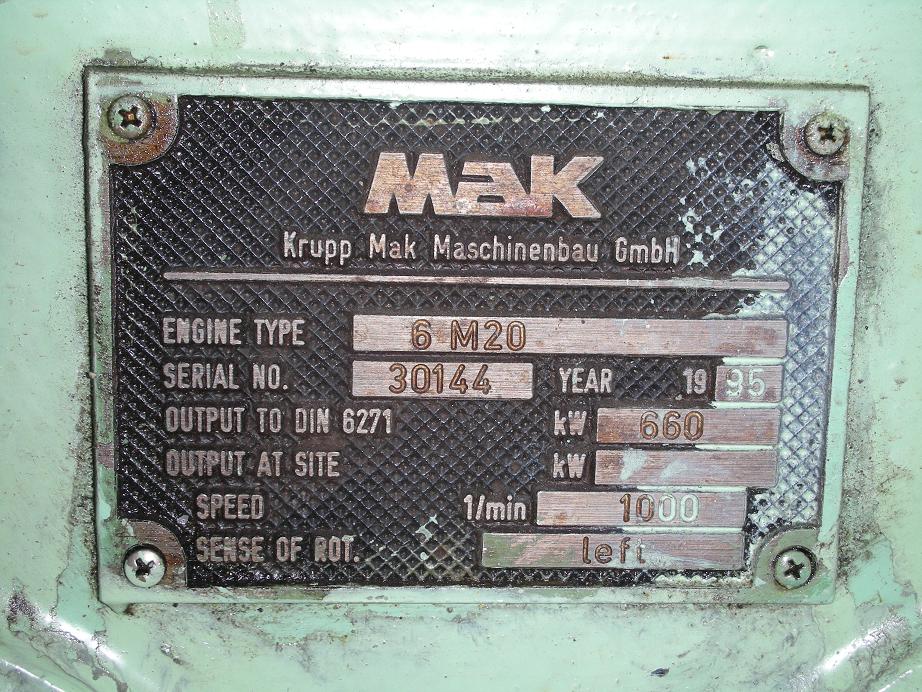 MaK
Krupp Mak Maschinenbau GmbH
ENGINE TYPE 6 M20
SERIAL NO. 30144 YEAR 19 95
OUTPUT TO DIN 6271 kW 660
OUTPUT AT SITE kW
SPEED 1/min 1000
SENSE OF ROT. left